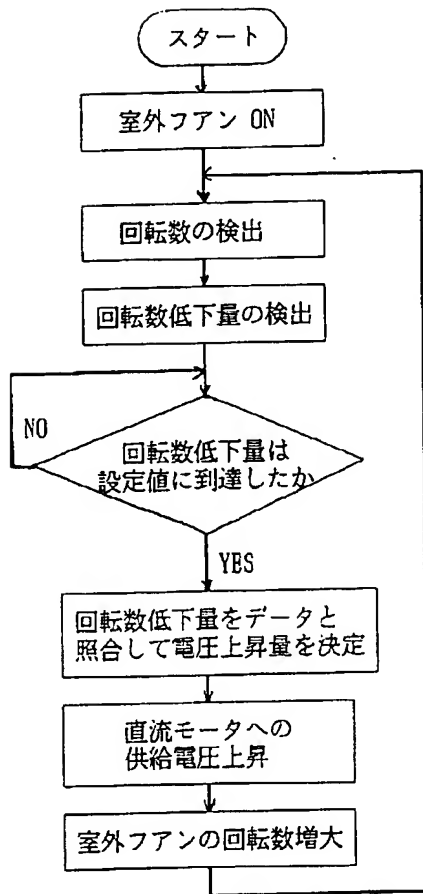 スタート
室外フアン ON
回転数の検出
回転数低下量の検出
NO
回転数低下量は
設定値に到達したか
YES
回転数低下量をデータと
照合して電圧上昇量を決定
直流モータへの
供給電圧上昇
室外フアンの回転数増大